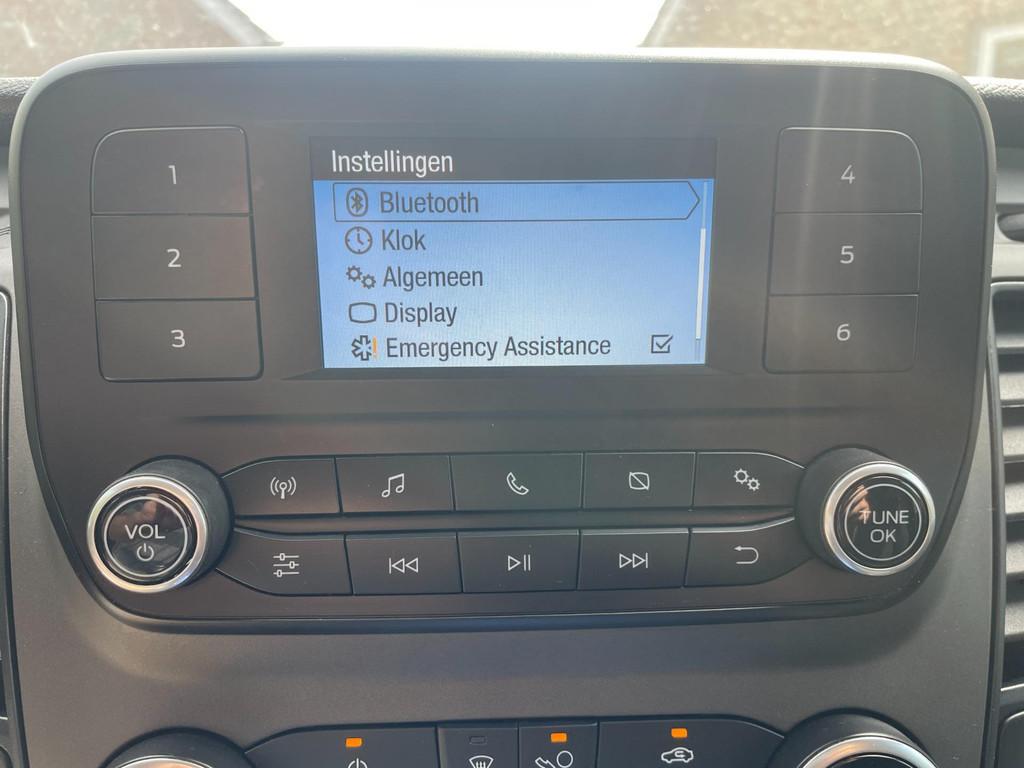 Instellingen
Bluetooth
Klok
Algemeen
Display
Emergency Assistance
1
2
3
4
5
6
VOL
TUNE
OK